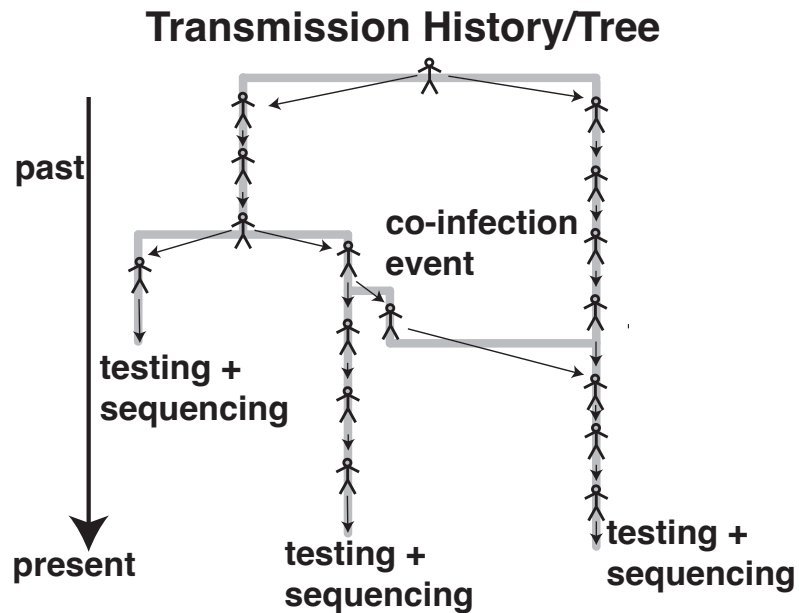 Transmission History/Tree
past
co-infection
event
testing +
sequencing
testing +
sequencing
testing +
sequencing
present